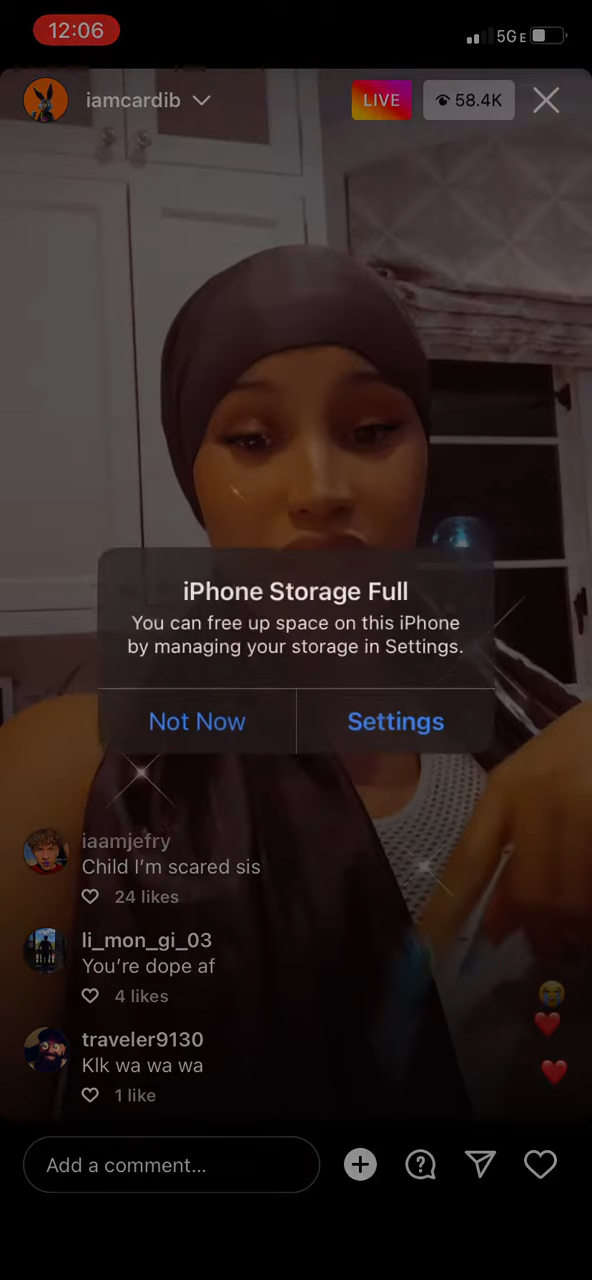 12:06
5G E
iamcardib
LIVE
58.4K
iPhone Storage Full
You can free up space on this iPhone
by managing your storage in Settings.
Not Now
Settings
iaamjefry
Child I'm scared sis
24 likes
li_mon_gi_03
You're dope af
4 likes
traveler9130
Klk wa wa wa
1 like
Add a comment...